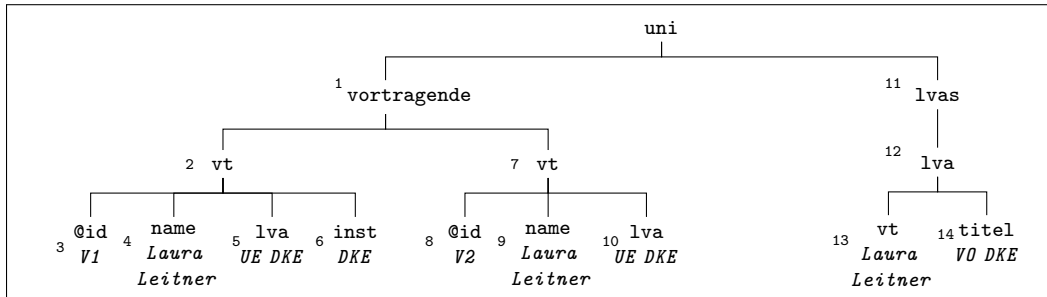 uni
1 vortragende 11 lvas
2 vt 7 vt 12 lva
3 @id 4 name 5 lva 6 inst 8 @id 9 name 10 lva 13 vt 14 titel
V1 Laura UE DKE DKE V2 Laura UE DKE Laura VO DKE
Leitner Leitner Leitner